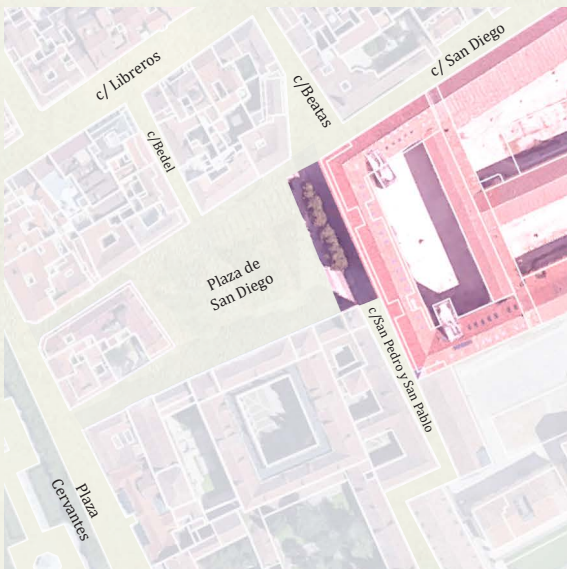 c/ Libreros
c/ San Diego
c/Beatas
c/Bedel
Plaza de
San Diego
c/San Pedro y San Pablo
Plaza
Cervantes